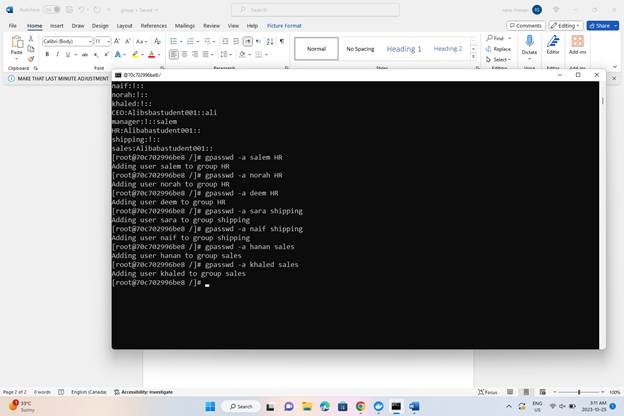 AutoSave
group • Saved
Search
File Home Insert Draw Design Layout References Mailings Review View Help Picture Format
Comments Editing Share
Paste
Calibri (Body) 11
Normal No Spacing Heading 1 Heading 2
Find
Replace
Select
Dictate Editor Add-ins
Clipboard Font Paragraph Styles Voice Editor Add-ins
MAKE THAT LAST MINUTE ADJUSTMENT
@70c702996be8:/
naif:!::
norah:!::
khaled:!::
CEO:Alibsbastudent001::ali
manager:!::salem
HR:Alibabastudent001::
shipping:!::
sales:Alibabastudent001::
[root@70c702996be8 /]# gpasswd -a salem HR
Adding user salem to group HR
[root@70c702996be8 /]# gpasswd -a norah HR
Adding user norah to group HR
[root@70c702996be8 /]# gpasswd -a deem HR
Adding user deem to group HR
[root@70c702996be8 /]# gpasswd -a sara shipping
Adding user sara to group shipping
[root@70c702996be8 /]# gpasswd -a naif shipping
Adding user naif to group shipping
[root@70c702996be8 /]# gpasswd -a hanan sales
Adding user hanan to group sales
[root@70c702996be8 /]# gpasswd -a khaled sales
Adding user khaled to group sales
[root@70c702996be8 /]#
Page 2 of 2 0 words English (Canada) Accessibility: Investigate
Focus 100%
33°C
Sunny
Search
ENG
US
3:11 AM
2023-10-25